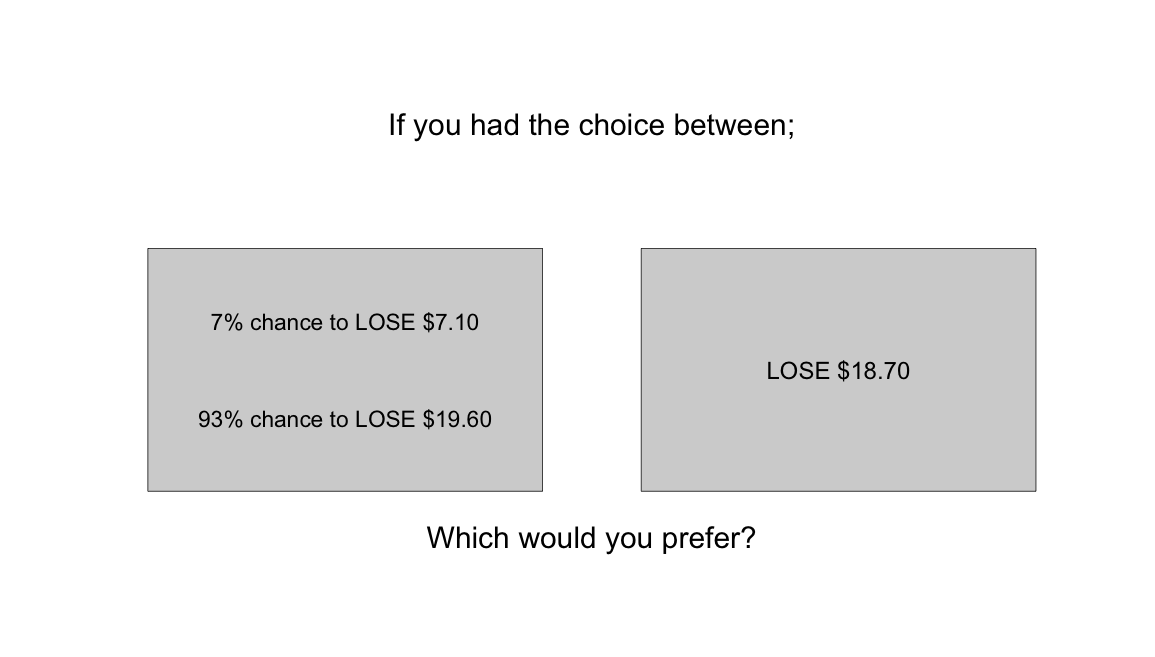 If you had the choice between;
7% chance to LOSE $7.10
93% chance to LOSE $19.60
LOSE $18.70
Which would you prefer?